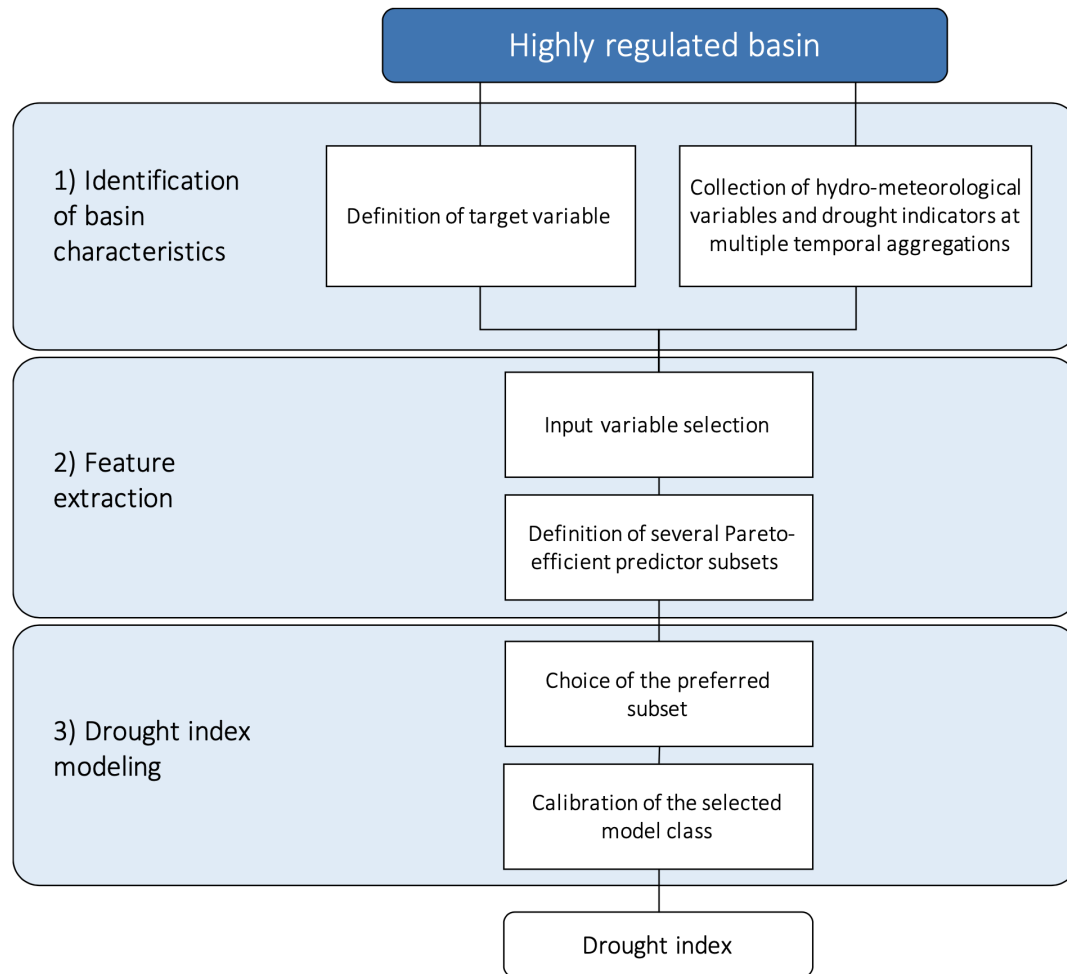 Highly regulated basin
1) Identification
of basin
characteristics
Definition of target variable
Collection of hydro-meteorological
variables and drought indicators at
multiple temporal aggregations
2) Feature
extraction
Input variable selection
Definition of several Pareto-
efficient predictor subsets
3) Drought index
modeling
Choice of the preferred
subset
Calibration of the selected
model class
Drought index